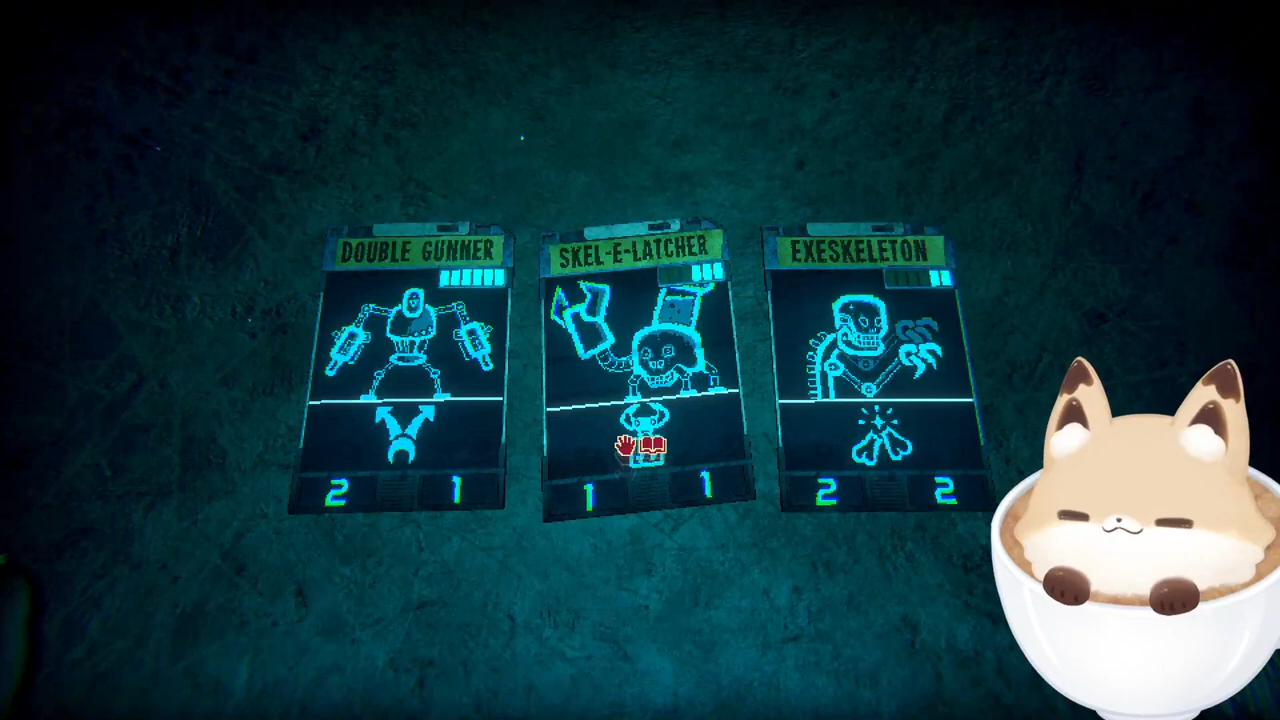 DOUBLE GUNNER
SKEL-E-LATCHER
EXESKELETON
2 1
1 1
2 2